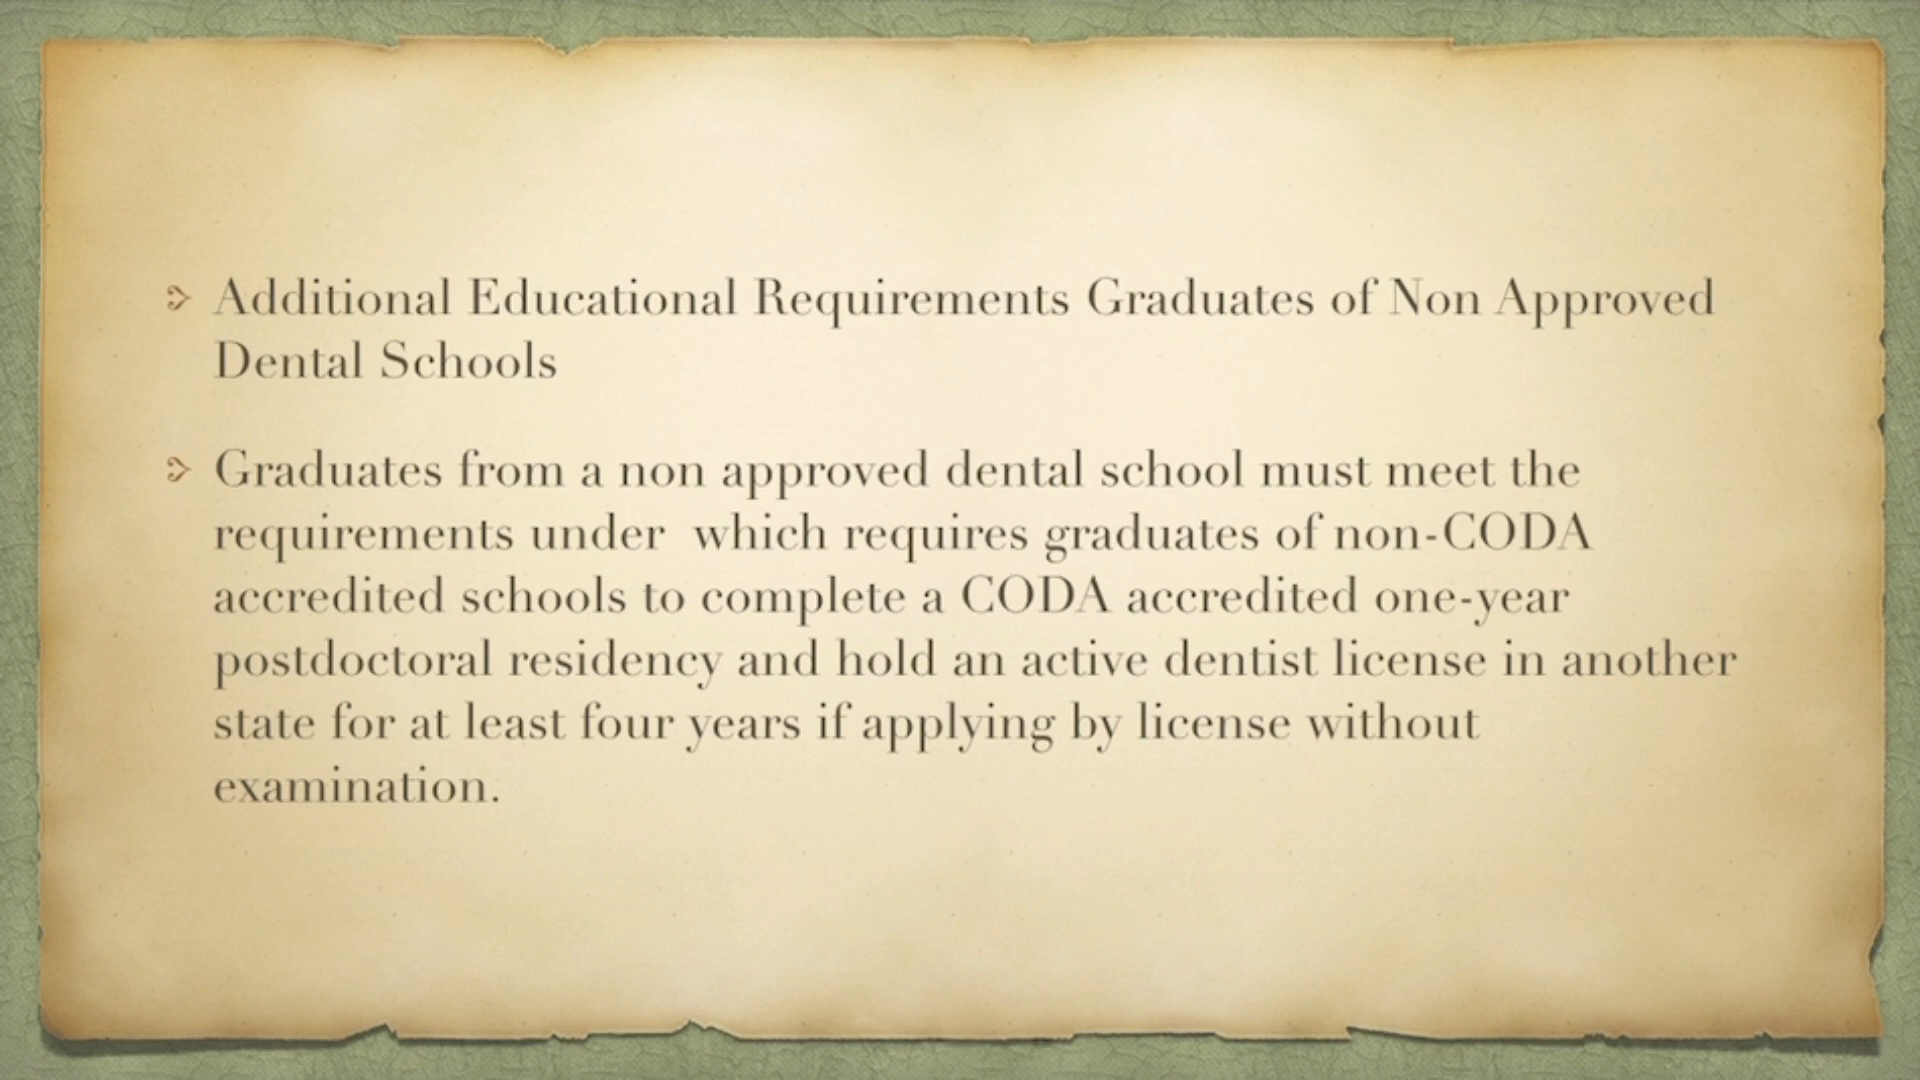 Additional Educational Requirements Graduates of Non Approved
Dental Schools
Graduates from a non approved dental school must meet the
requirements under  which requires graduates of non-CODA
accredited schools to complete a CODA accredited one-year
postdoctoral residency and hold an active dentist license in another
state for at least four years if applying by license without
examination.